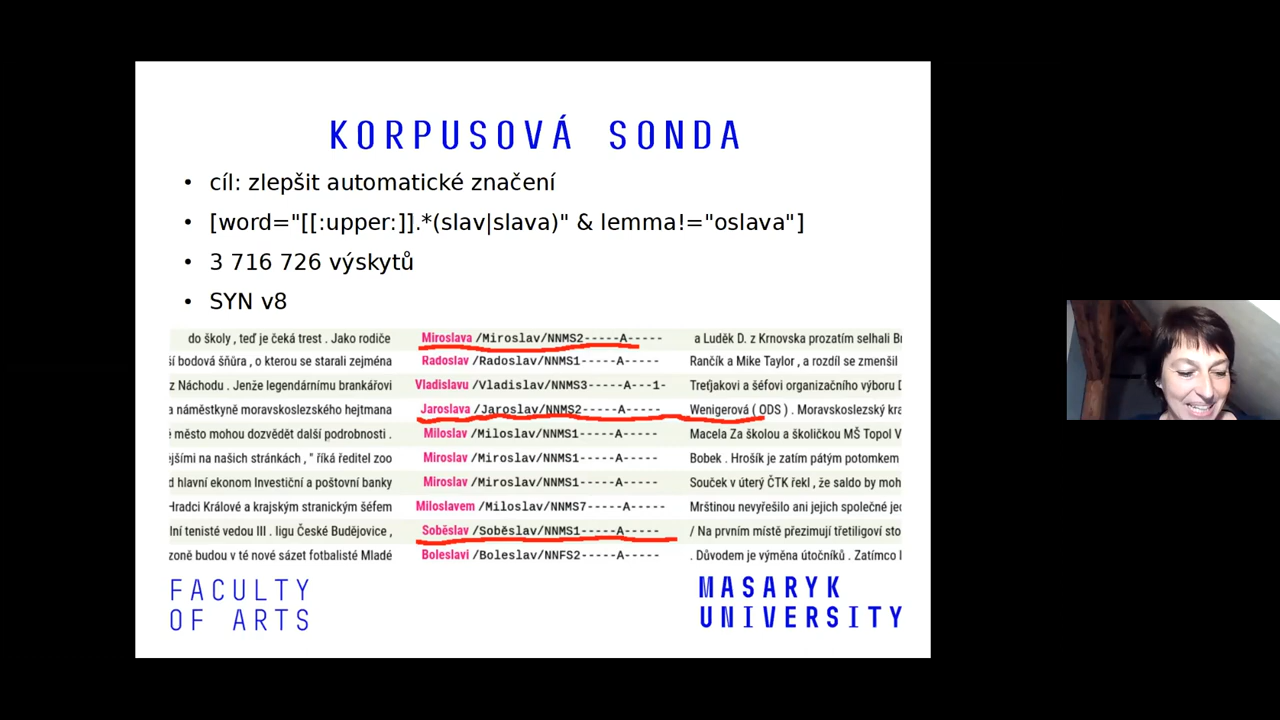 KORPUSOVÁ SONDA
• cíl: zlepšit automatické značení
• [word="[[:upper:]].*(slav|slava)" & lemma!="oslava"]
• 3 716 726 výskytů
• SYN v8
do školy , teď je čeká trest . Jako rodiče Miroslava /Miroslav/NNMS2-----A----- a Luděk D. z Krnovska prozatím selhali
bodová šňůra , o kterou se starali zejména Radoslav /Radoslav/NNMS1-----A----- Rančík a Mike Taylor , a rozdíl se zmenšil
z Náchodu . Jenže legendárnímu brankářovi Vladislavu /Vladislav/NNMS3-----A---1- Treťjakovi a šéfovi organizačního výboru
a náměstkyně moravskoslezského hejtmana Jaroslava /Jaroslav/NNMS2-----A----- Wenigerová ( ODS ) . Moravskoslezský
město mohou dozvědět další podrobnosti . Miloslav /Miloslav/NNMS1-----A----- Macela Za školou a školičkou MŠ Topol V
ejšími na našich stránkách , " říká ředitel zoo Miroslav /Miroslav/NNMS1-----A----- Bobek . Hrošík je zatím pátým potomkem
d hlavní ekonom Investiční a poštovní banky Miroslav /Miroslav/NNMS1-----A----- Souček v úterý ČTK řekl , že saldo by moh
Hradci Králové a krajským stranickým šéfem Miloslavem /Miloslav/NNMS7-----A----- Mrštinou nevyřešilo ani jejich společné
lní tenisté vedou III . ligu České Budějovice , Soběslav /Soběslav/NNMS1-----A----- / Na prvním místě přezimují třetiligoví sto
zoně budou v té nové sázet fotbalisté Mladé Boleslavi /Boleslav/NNFS2-----A----- . Důvodem je výměna útočníků . Zatímco
FACULTY
OF ARTS
MASARYK
UNIVERSITY